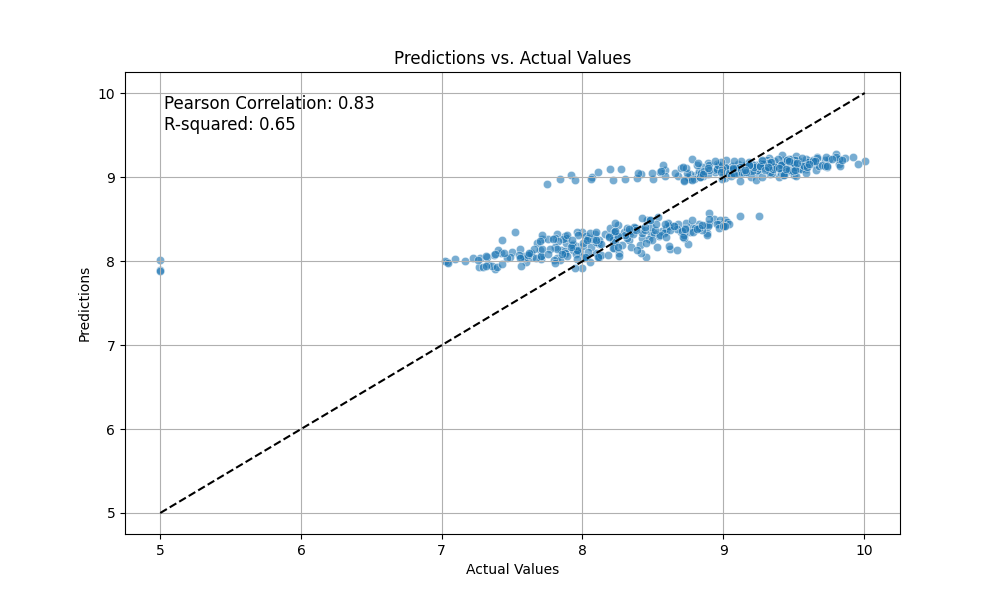 Predictions vs. Actual Values
Pearson Correlation: 0.83
R-squared: 0.65
Predictions
10
9
8
7
6
5
5 6 7 8 9 10
Actual Values